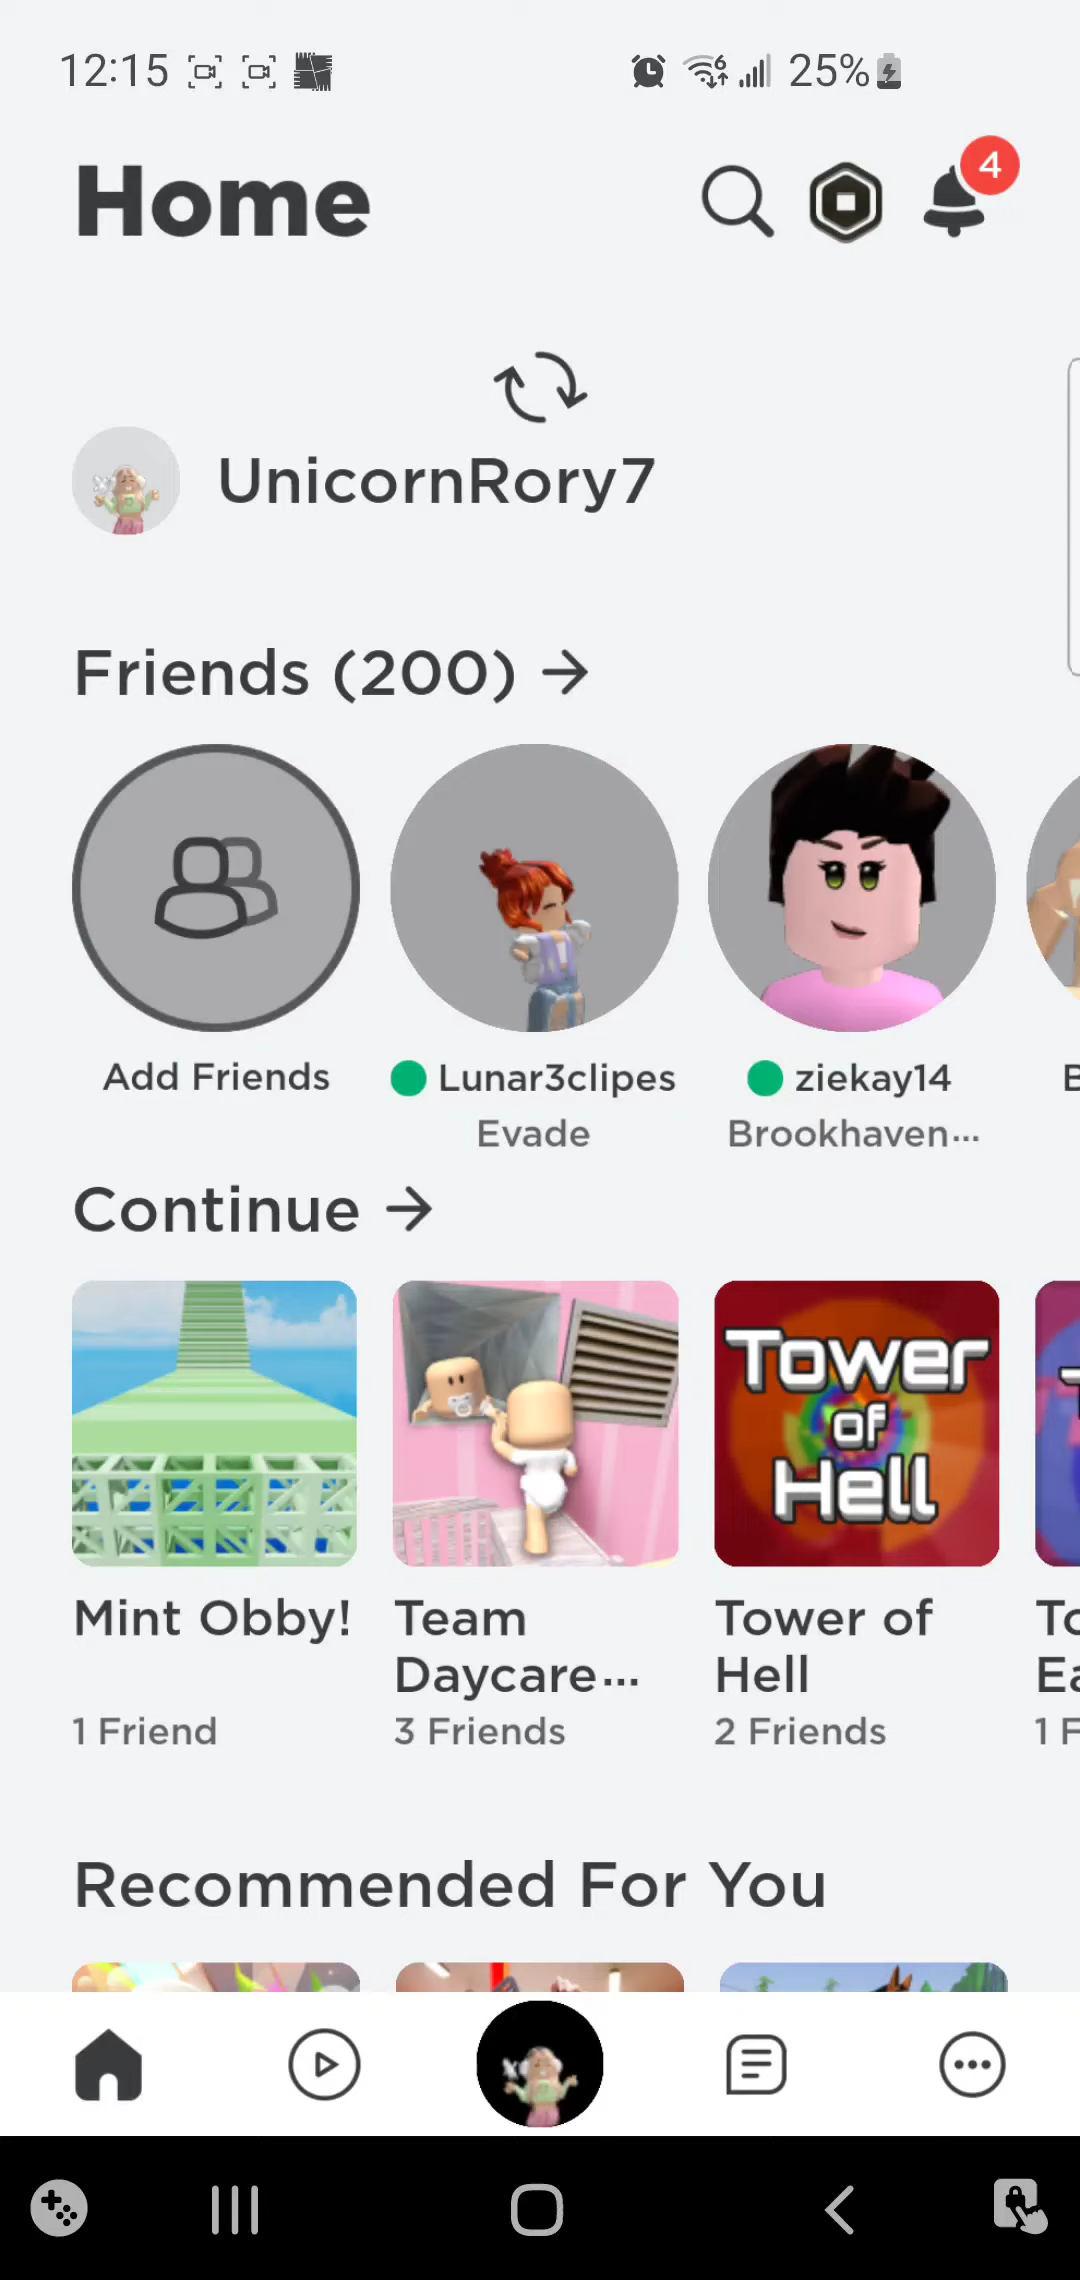 12:15
6
25%
Home
4
UnicornRory7
Friends (200)
Add Friends
Lunar3clipes
ziekay14
Evade
Brookhaven...
Continue
Tower
of
Hell
Mint Obby!
Team
Daycare...
Tower of
Hell
1 Friend
3 Friends
2 Friends
Recommended For You